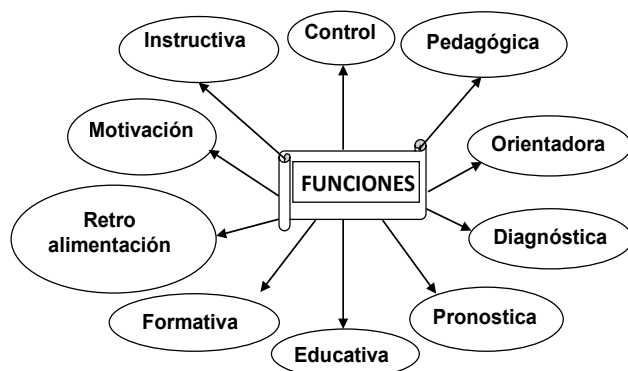 Instructiva
Control
Pedagógica
Motivación
Orientadora
FUNCIONES
Retro
alimentación
Diagnóstica
Formativa
Educativa
Pronostica